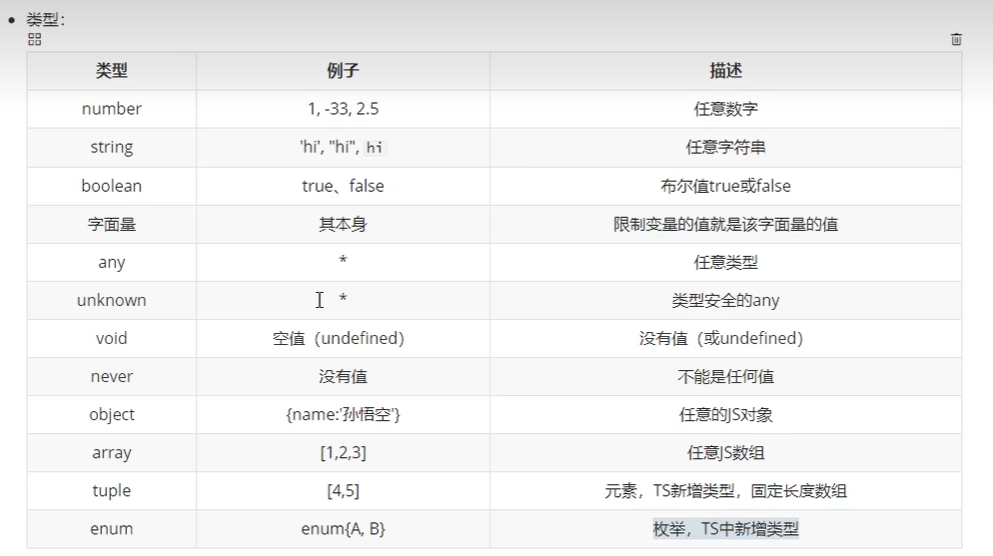 类型：
类型 例子 描述
number 1, -33, 2.5 任意数字
string 'hi', "hi", hi 任意字符串
boolean true、false 布尔值true或false
字面量 其本身 限制变量的值就是该字面量的值
any * 任意类型
unknown * 类型安全的any
void 空值（undefined） 没有值（或undefined）
never 没有值 不能是任何值
object {name:'孙悟空'} 任意的JS对象
array [1,2,3] 任意JS数组
tuple [4,5] 元素，TS新增类型，固定长度数组
enum enum{A, B} 枚举，TS中新增类型